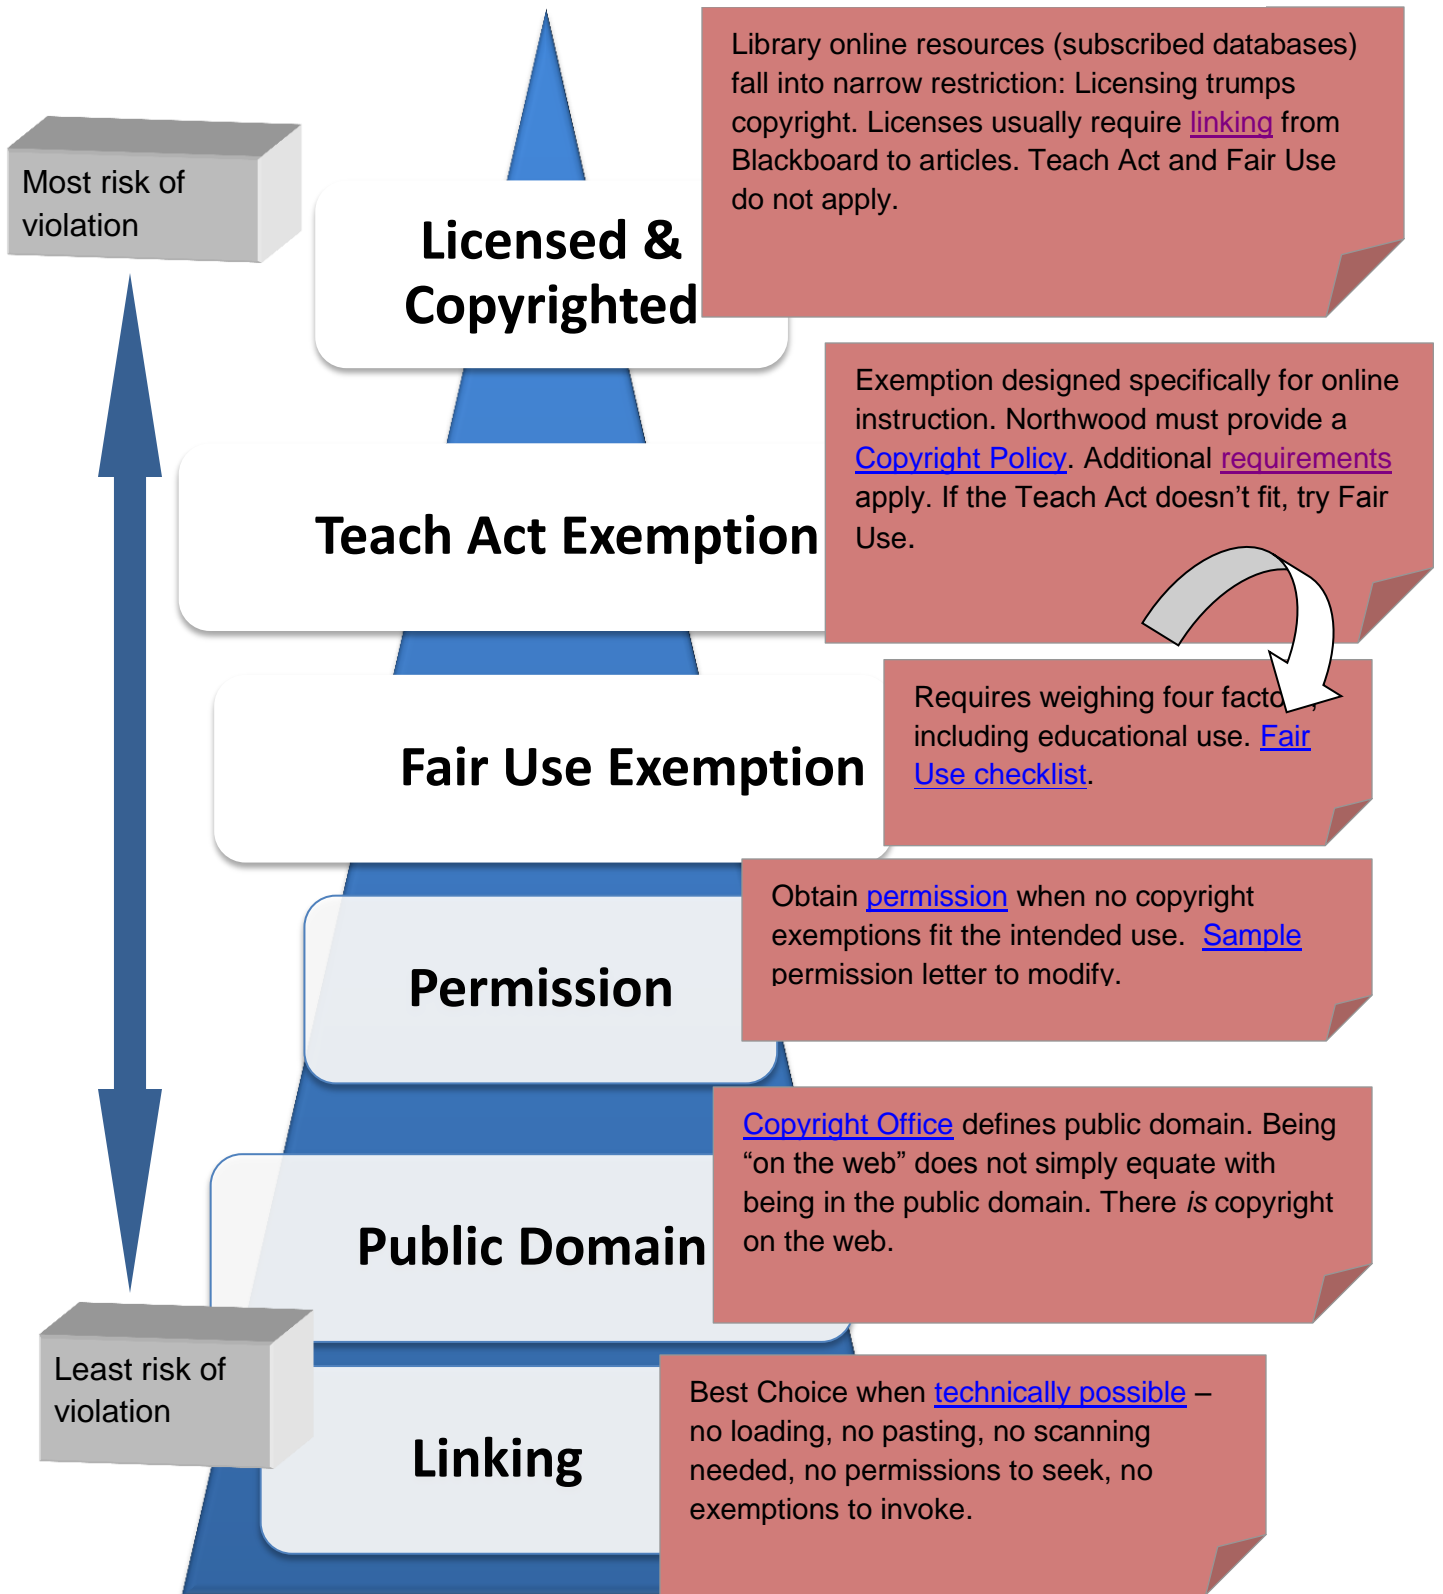 Library online resources (subscribed databases)
fall into narrow restriction: Licensing trumps
copyright. Licenses usually require linking from
Blackboard to articles. Teach Act and Fair Use
do not apply.
Most risk of
violation
Licensed &
Copyrighted
Exemption designed specifically for online
instruction. Northwood must provide a
Copyright Policy. Additional requirements
apply. If the Teach Act doesn’t fit, try Fair
Use.
Teach Act Exemption
Requires weighing four
including educational use. Fair
Use checklist.
Fair Use Exemption
Obtain permission when no copyright
exemptions fit the intended use. Sample
permission letter to modify.
Permission
Copyright Office defines public domain. Being
“on the web” does not simply equate with
being in the public domain. There is copyright
on the web.
Public Domain
Least risk of
violation
Best Choice when technically possible –
no loading, no pasting, no scanning
needed, no permissions to seek, no
exemptions to invoke.
Linking